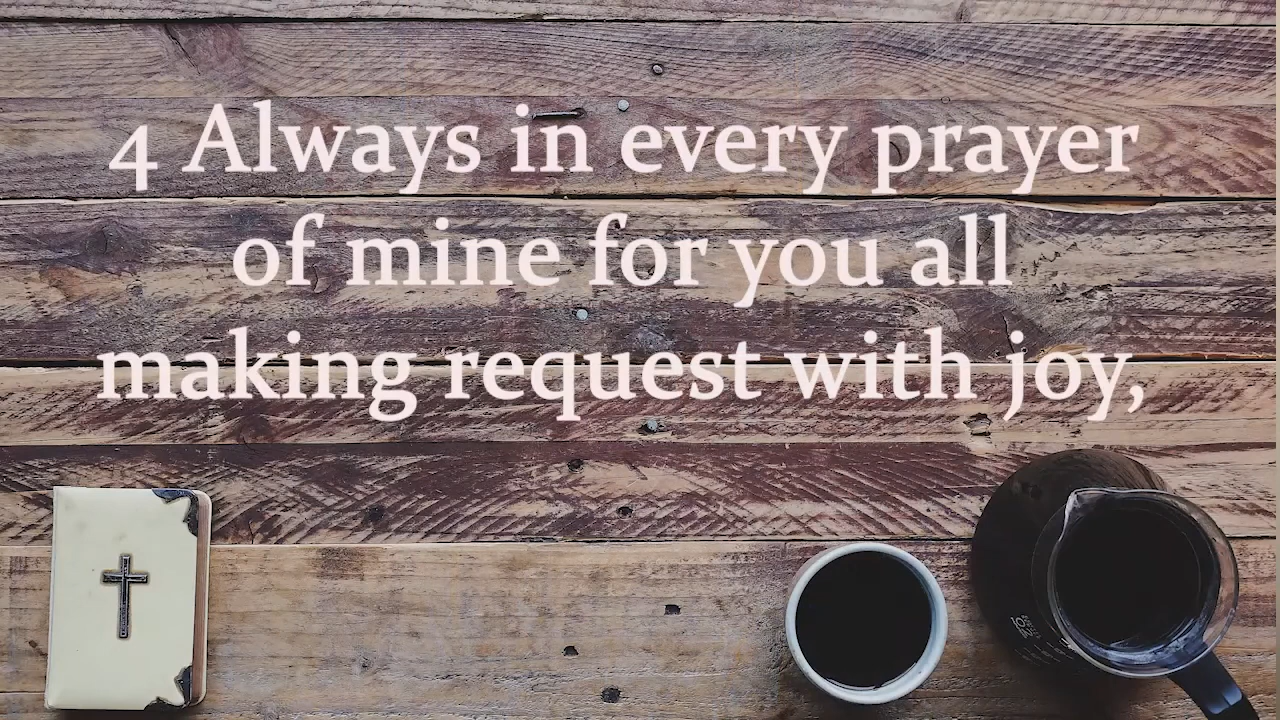 4 Always in every prayer
of mine for you all
making request with joy,